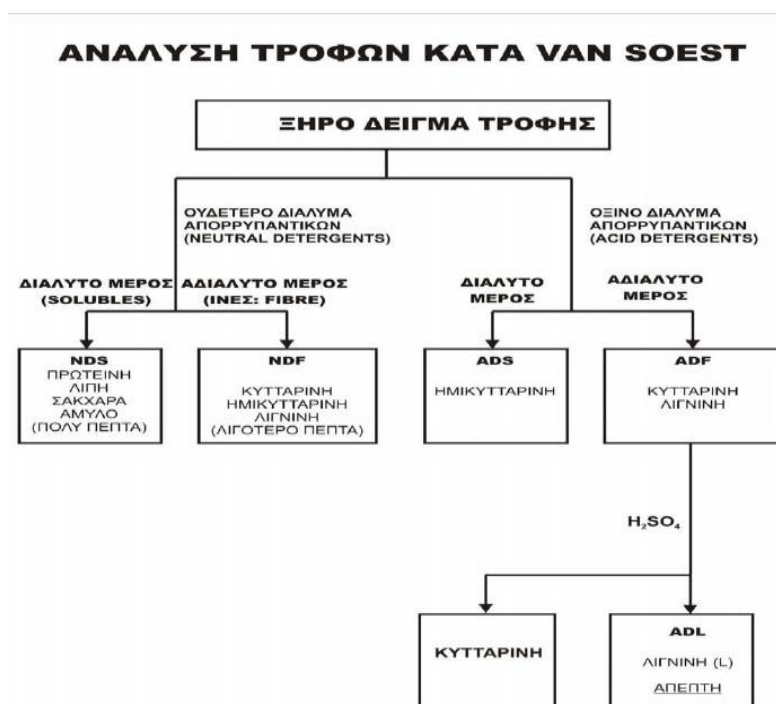 ΑΝΑΛΥΣΗ ΤΡΟΦΩΝ ΚΑΤΑ VAN SOEST
ΞΗΡΟ ΔΕΙΓΜΑ ΤΡΟΦΗΣ
ΟΥΔΕΤΕΡΟ ΔΙΑΛΥΜΑ
ΑΠΟΡΡΥΠΑΝΤΙΚΩΝ
(NEUTRAL DETERGENTS)
ΟΞΙΝΟ ΔΙΑΛΥΜΑ
ΑΠΟΡΡΥΠΑΝΤΙΚΩΝ
(ACID DETERGENTS)
ΔΙΑΛΥΤΟ ΜΕΡΟΣ
(SOLUBLES)
ΑΔΙΑΛΥΤΟ ΜΕΡΟΣ
(ΙΝΕΣ: FIBRE)
ΔΙΑΛΥΤΟ
ΜΕΡΟΣ
ΑΔΙΑΛΥΤΟ
ΜΕΡΟΣ
NDS
ΠΡΩΤΕΙΝΗ
ΛΙΠΗ
ΣΑΚΧΑΡΑ
ΑΜΥΛΟ
(ΠΟΛΥ ΠΕΠΤΑ)
NDF
ΚΥΤΤΑΡΙΝΗ
ΗΜΙΚΥΤΤΑΡΙΝΗ
ΛΙΓΝΙΝΗ
(ΛΙΓΟΤΕΡΟ ΠΕΠΤΑ)
ADS
ΗΜΙΚΥΤΤΑΡΙΝΗ
ADF
ΚΥΤΤΑΡΙΝΗ
ΛΙΓΝΙΝΗ
H₂SO₄
ΚΥΤΤΑΡΙΝΗ
ADL
ΛΙΓΝΙΝΗ (L)
ΑΠΕΠΤΗ